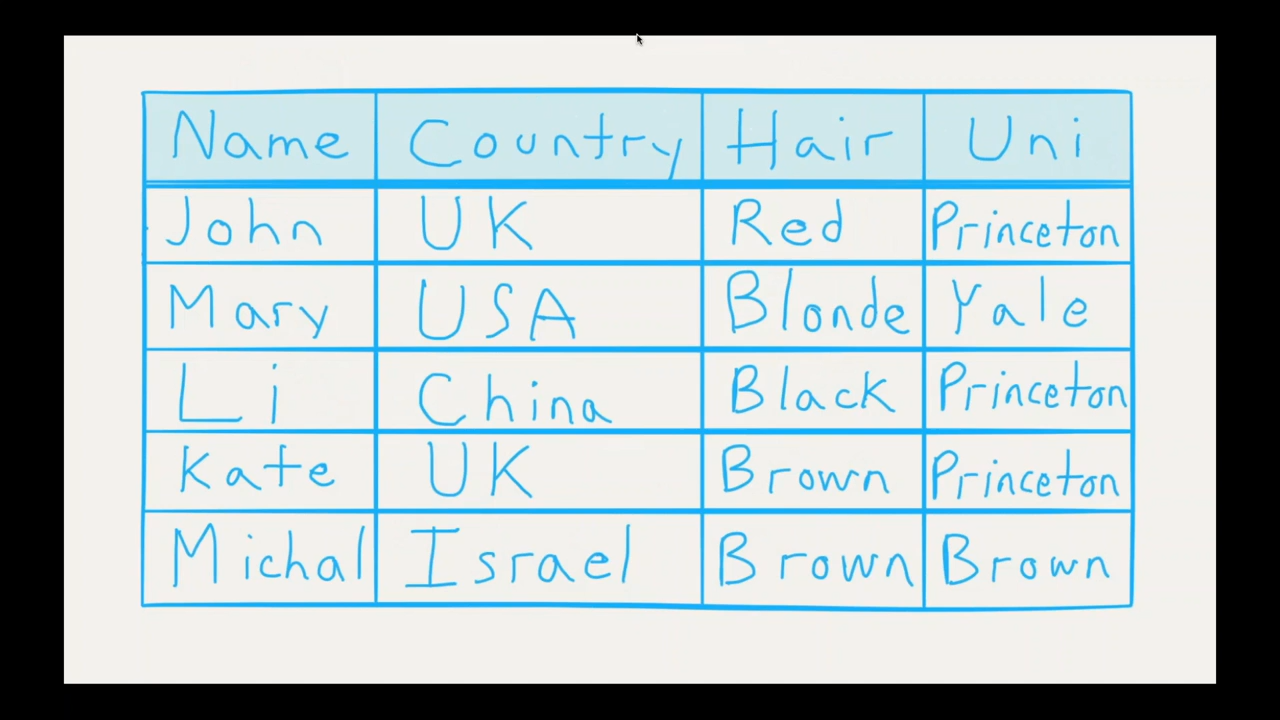 Name Country Hair Uni
John UK Red Princeton
Mary USA Blonde Yale
Li China Black Princeton
Kate UK Brown Princeton
Michal Israel Brown Brown